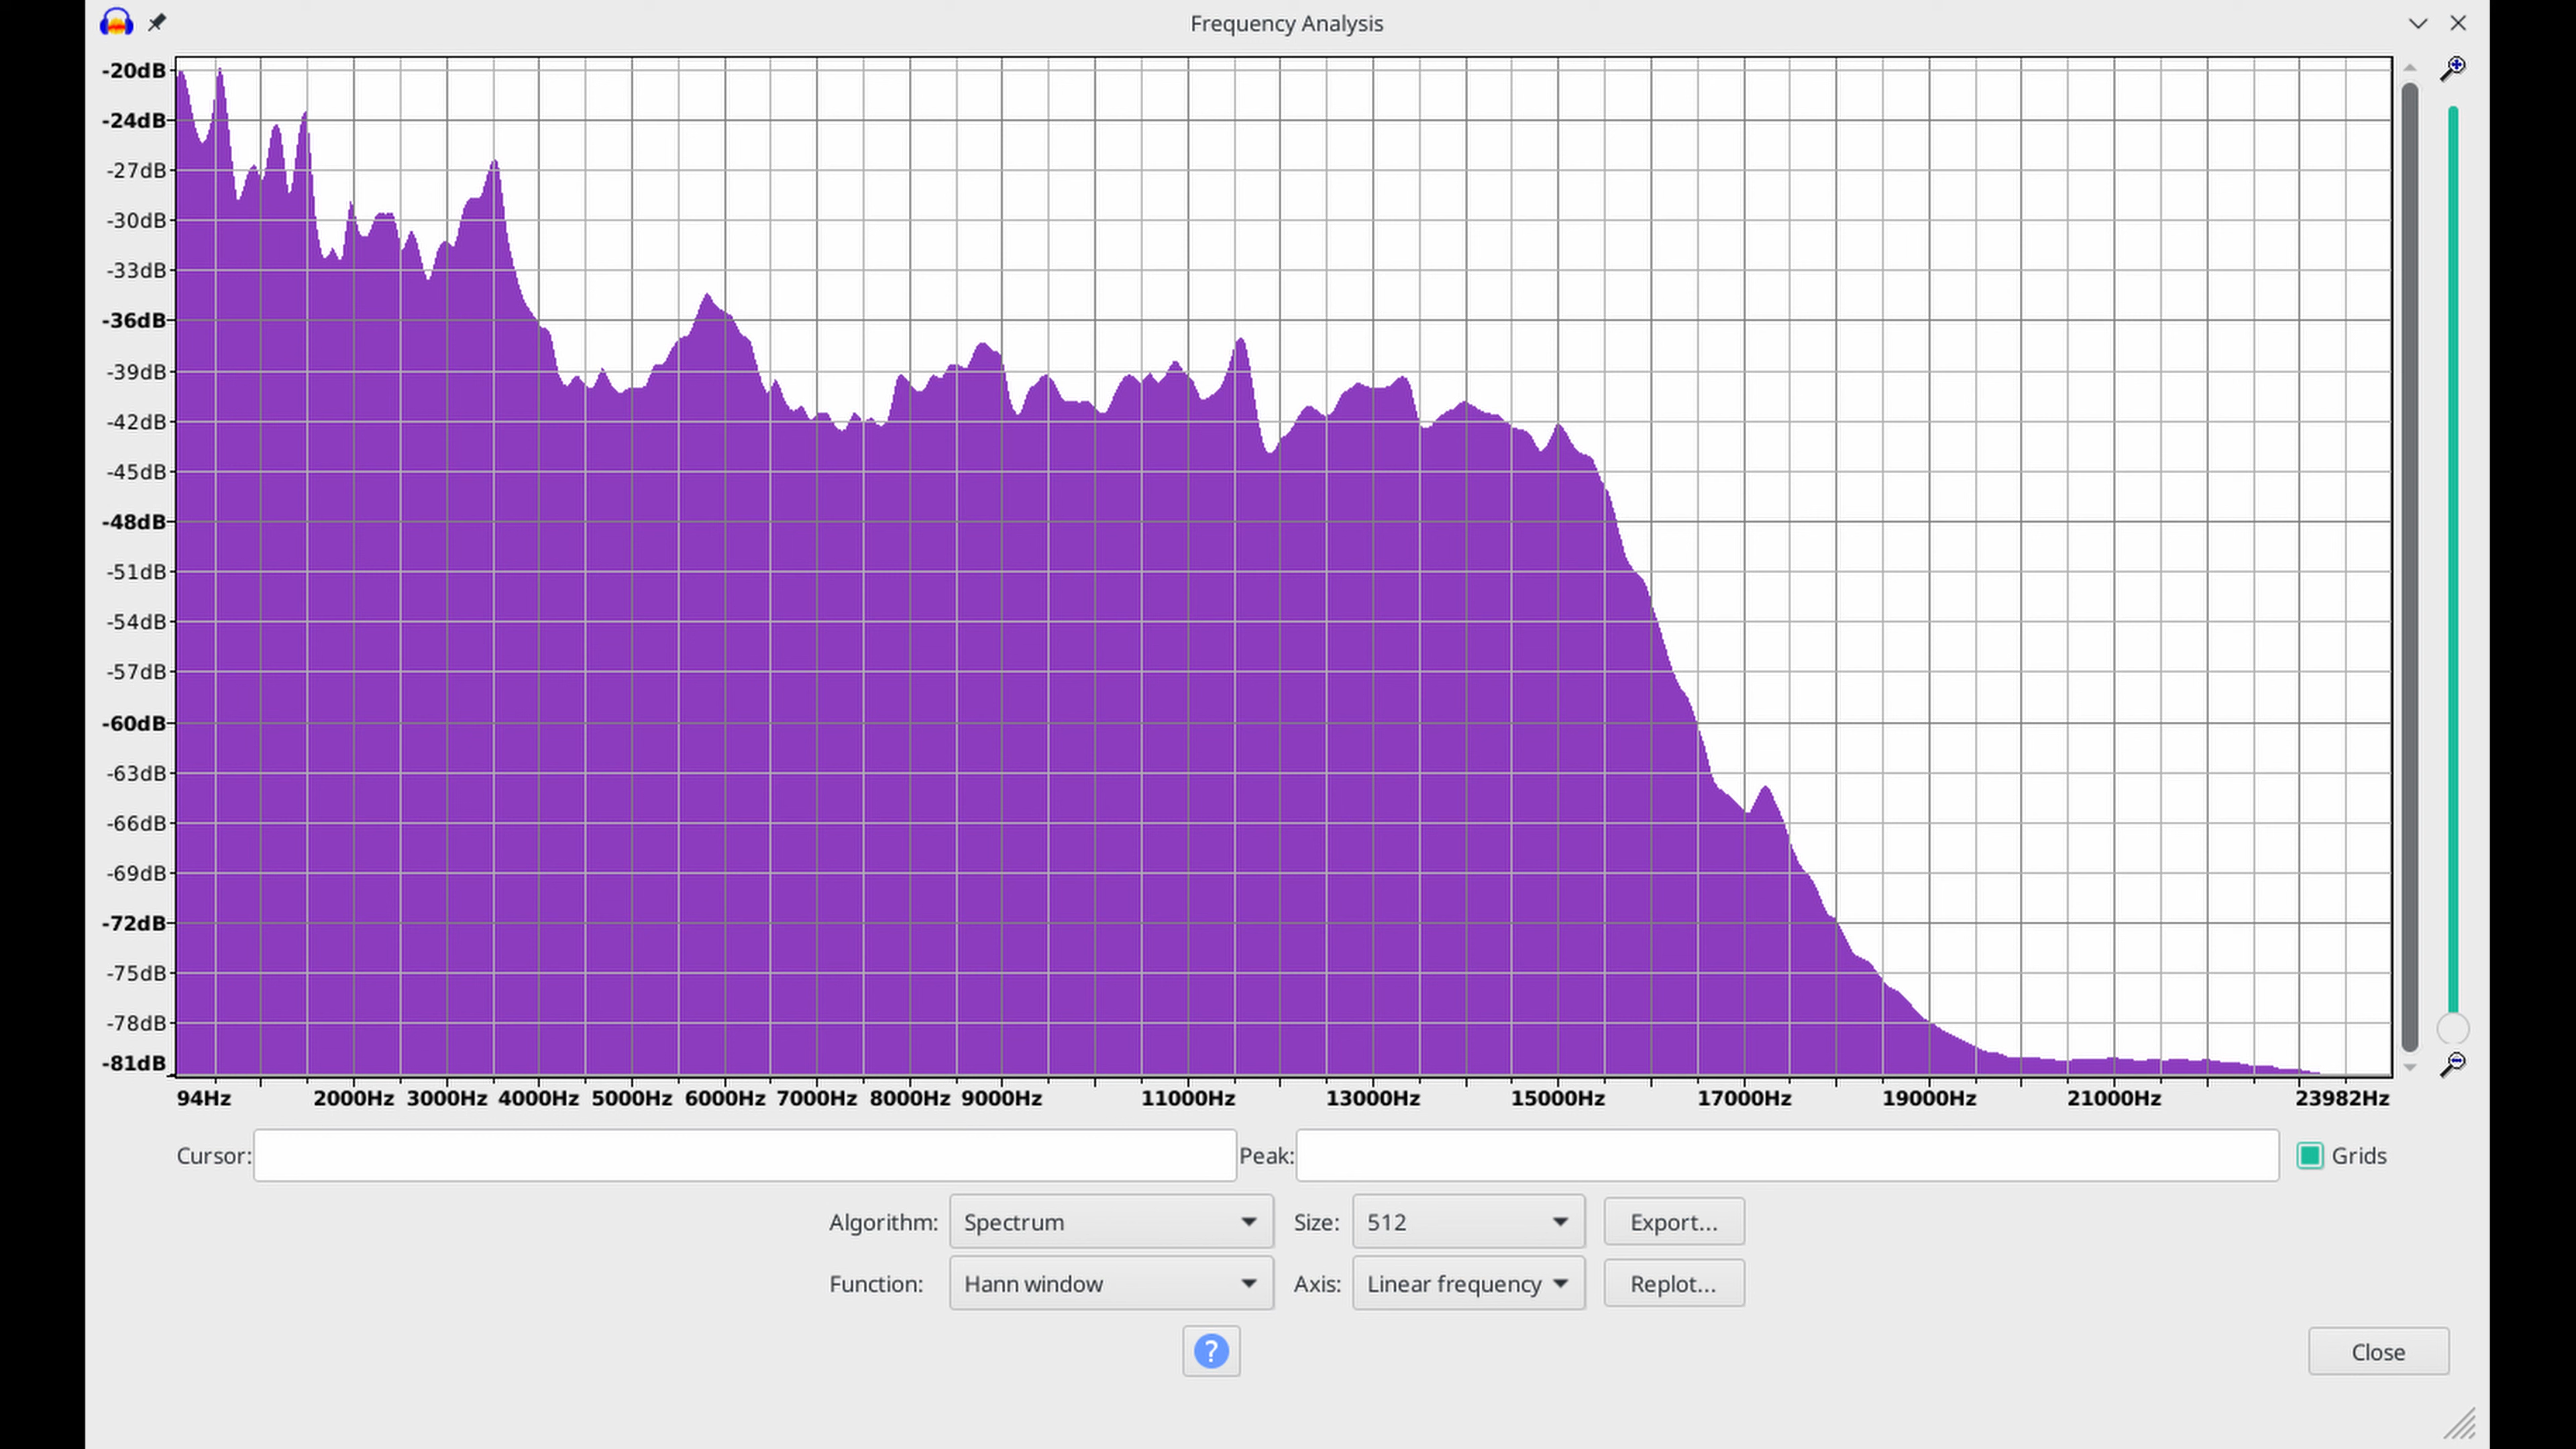 Frequency Analysis
-20dB
-24dB
-27dB
-30dB
-33dB
-36dB
-39dB
-42dB
-45dB
-48dB
-51dB
-54dB
-57dB
-60dB
-63dB
-66dB
-69dB
-72dB
-75dB
-78dB
-81dB
94Hz 2000Hz 3000Hz 4000Hz 5000Hz 6000Hz 7000Hz 8000Hz 9000Hz 11000Hz 13000Hz 15000Hz 17000Hz 19000Hz 21000Hz 23982Hz
Cursor: Peak: Grids
Algorithm: Spectrum Size: 512 Export...
Function: Hann window Axis: Linear frequency Replot...
?
Close